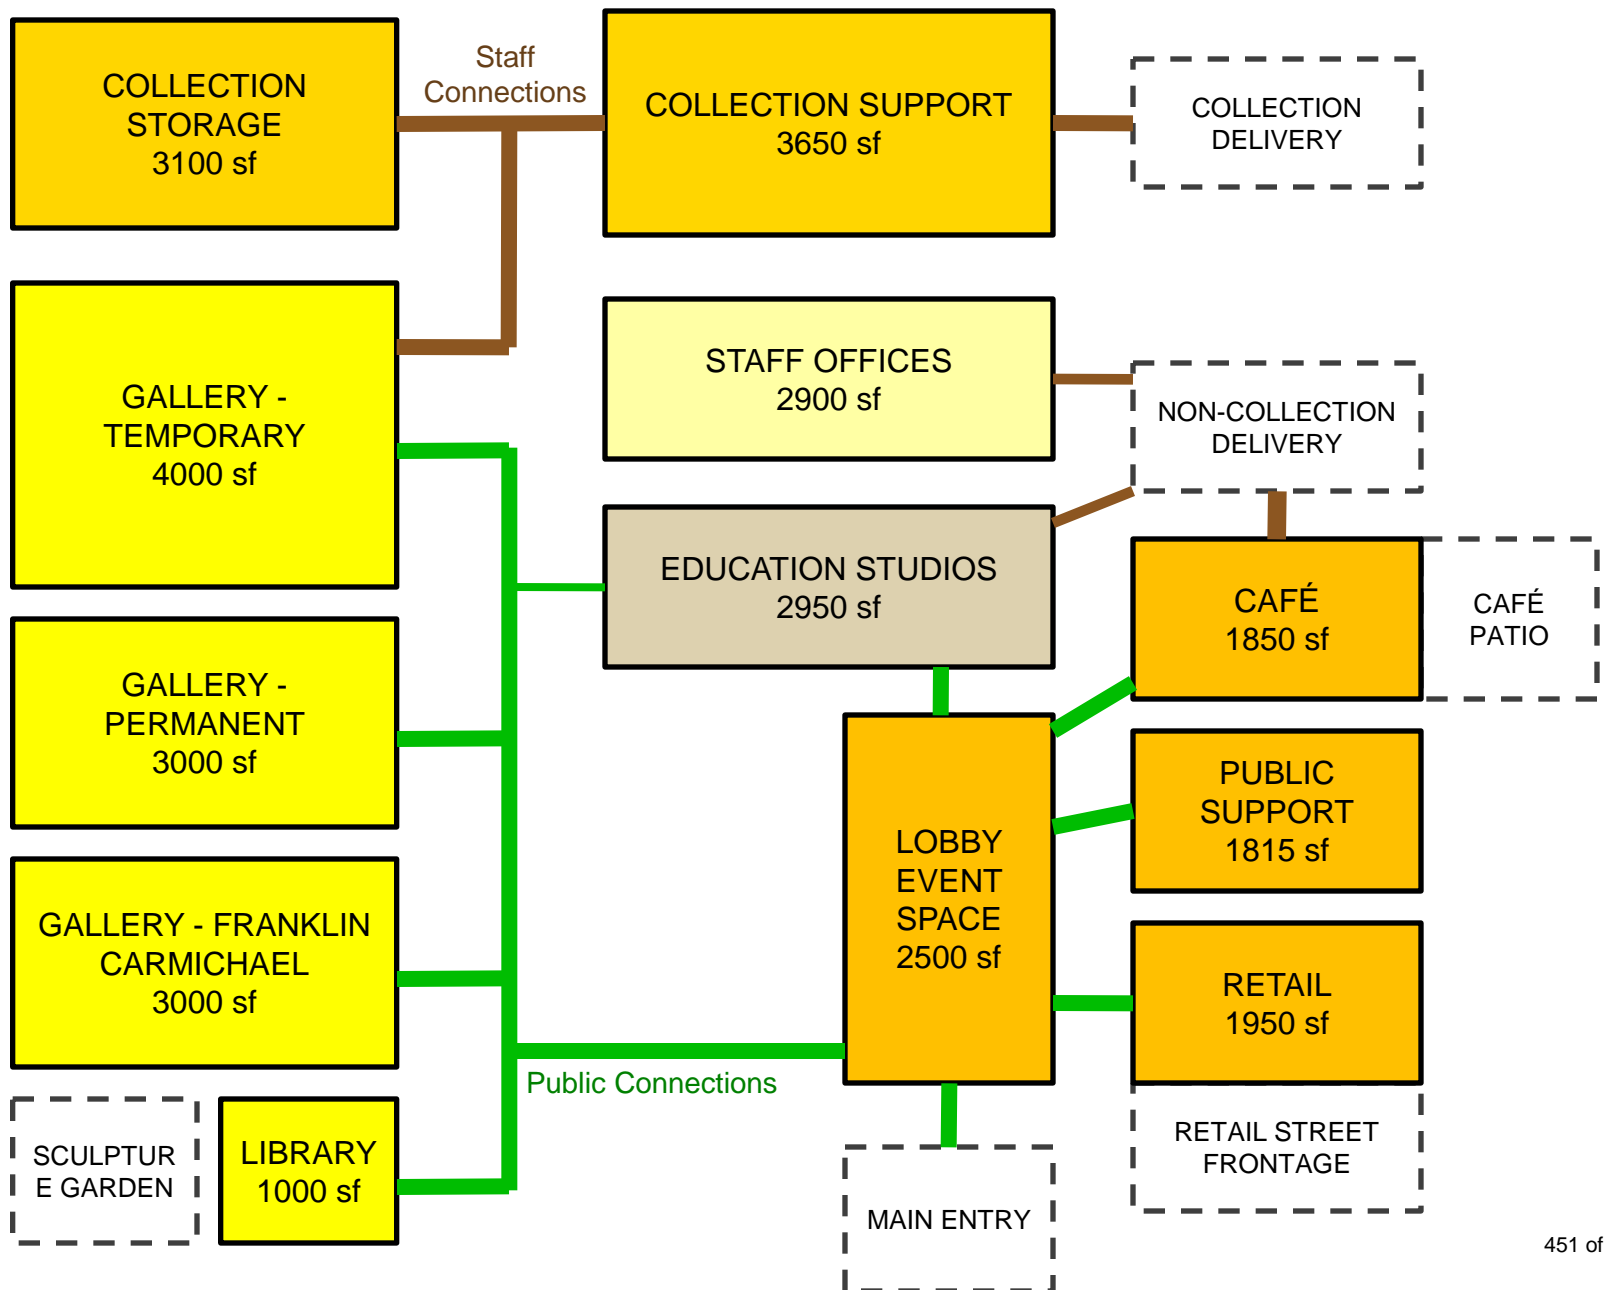 COLLECTION
STORAGE
3100 sf
Staff
Connections
COLLECTION SUPPORT
3650 sf
COLLECTION
DELIVERY
GALLERY -
TEMPORARY
4000 sf
STAFF OFFICES
2900 sf
NON-COLLECTION
DELIVERY
EDUCATION STUDIOS
2950 sf
CAFÉ
1850 sf
CAFÉ
PATIO
GALLERY -
PERMANENT
3000 sf
PUBLIC
SUPPORT
1815 sf
LOBBY
EVENT
SPACE
2500 sf
GALLERY - FRANKLIN
CARMICHAEL
3000 sf
RETAIL
1950 sf
Public Connections
SCULPTUR
E GARDEN
LIBRARY
1000 sf
RETAIL STREET
FRONTAGE
MAIN ENTRY
451 of